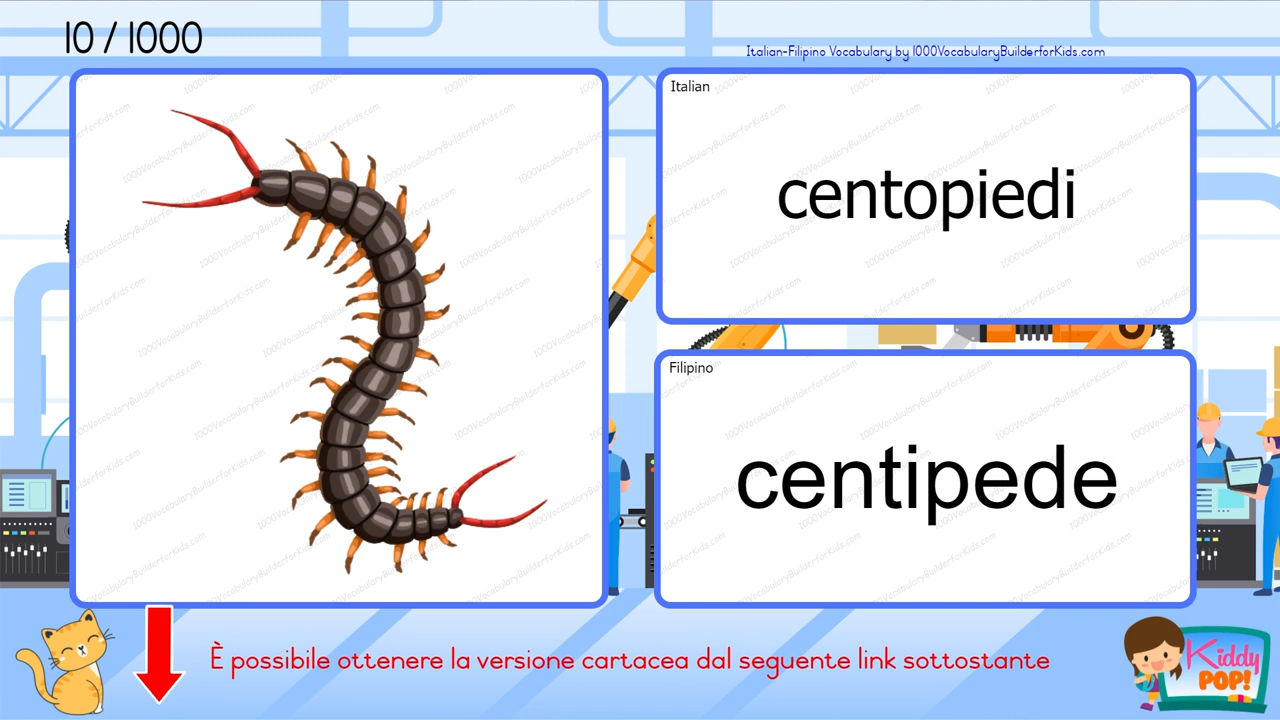 10 / 1000
Italian-Filipino Vocabulary by 1000VocabularyBuilderforKids.com
Italian
centopiedi
Filipino
centipede
È possibile ottenere la versione cartacea dal seguente link sottostante
Kiddy
POP!